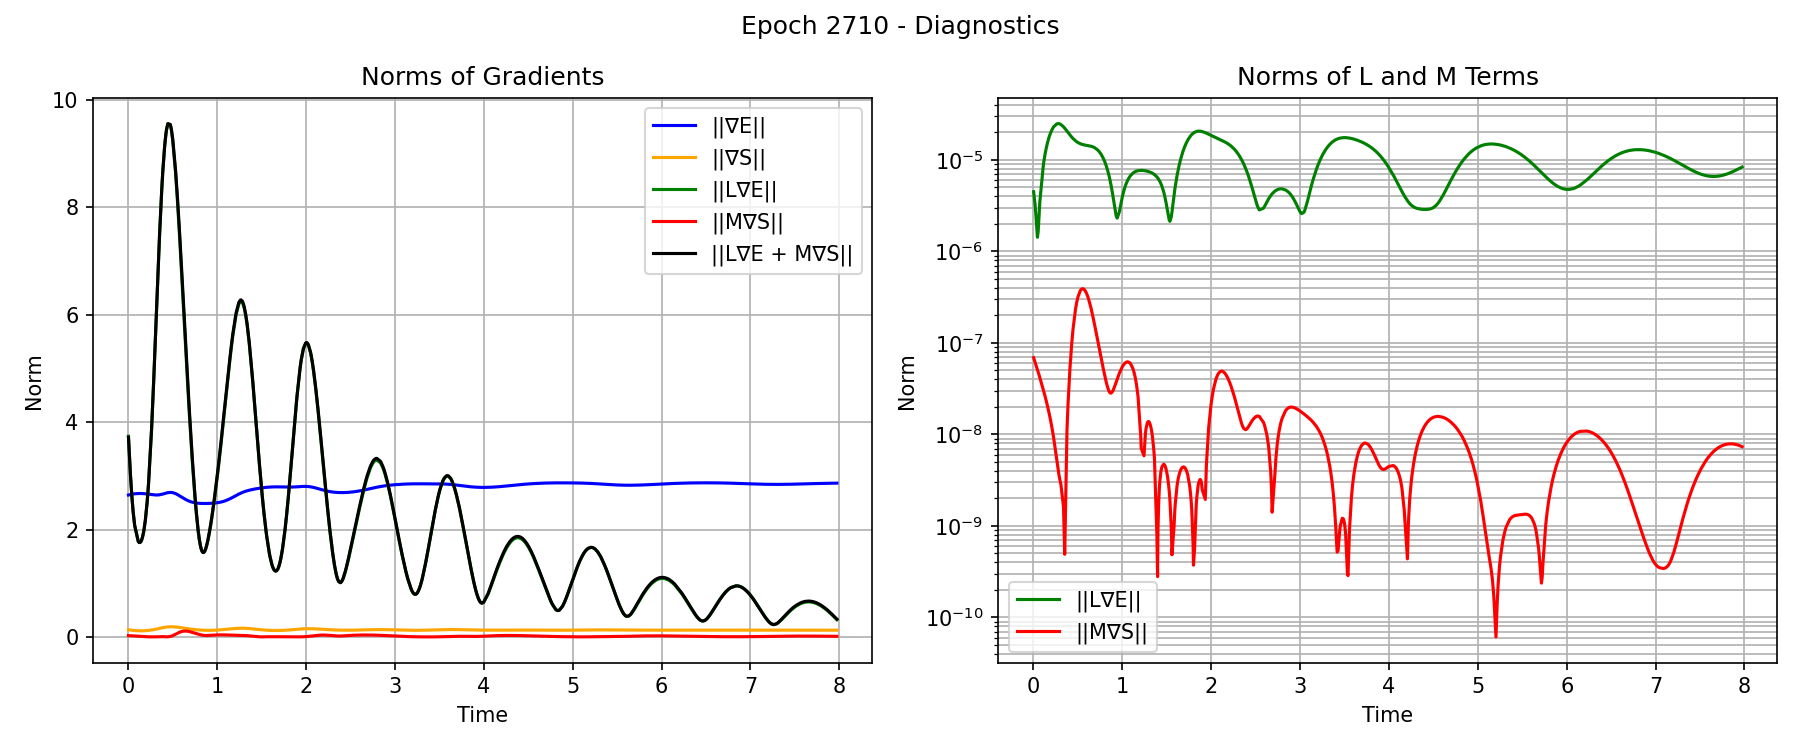 Epoch 2710 - Diagnostics
Norms of Gradients
Norm
10
8
6
4
2
0
||∇E||
||∇S||
||L∇E||
||M∇S||
||L∇E + M∇S||
0 1 2 3 4 5 6 7 8
Time
Norms of L and M Terms
Norm
10⁻⁵
10⁻⁶
10⁻⁷
10⁻⁸
10⁻⁹
10⁻¹⁰
||L∇E||
||M∇S||
0 1 2 3 4 5 6 7 8
Time